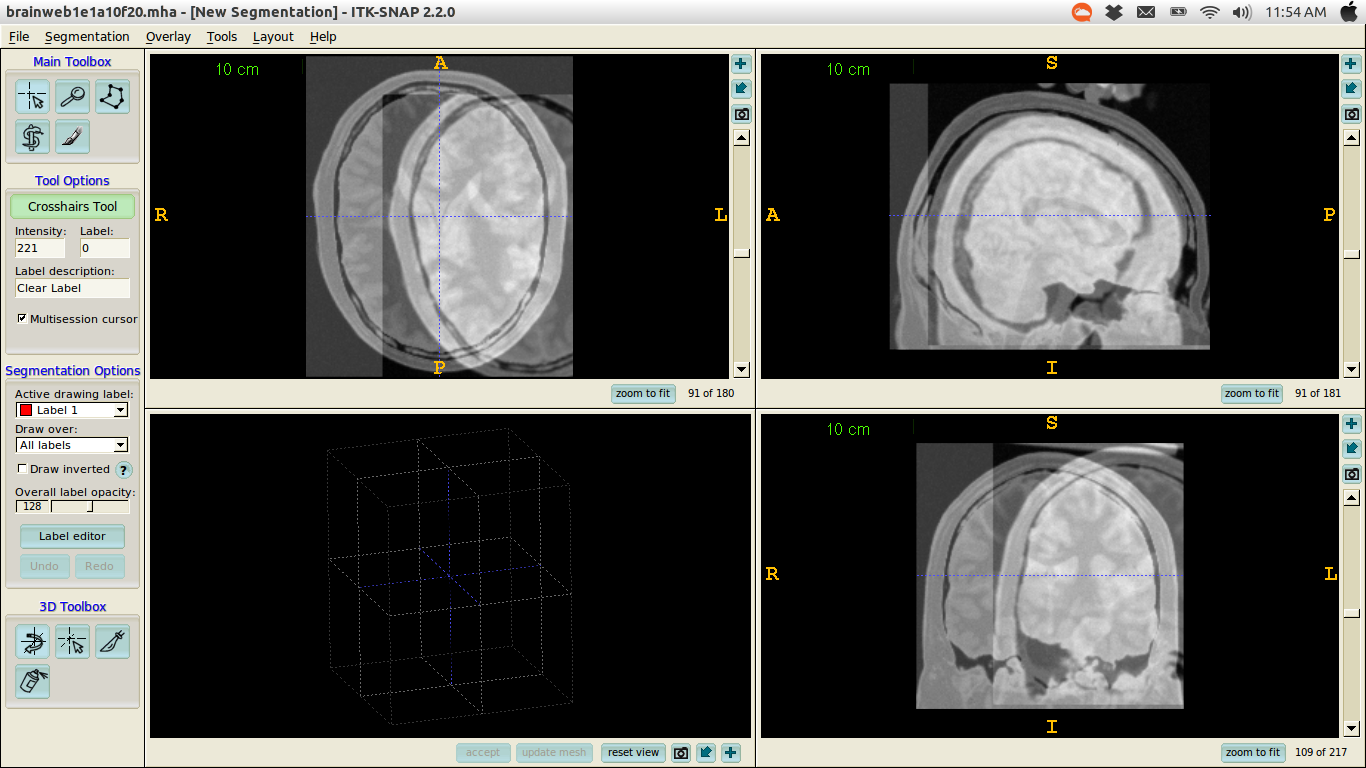 brainweb1e1a10f20.mha - [New Segmentation] - ITK-SNAP 2.2.0
11:54 AM
File Segmentation Overlay Tools Layout Help
Main Toolbox
Tool Options
Crosshairs Tool
Intensity: Label:
221 0
Label description:
Clear Label
Multisession cursor
Segmentation Options
Active drawing label:
Label 1
Draw over:
All labels
Draw inverted ?
Overall label opacity:
128
Label editor
Undo Redo
3D Toolbox
10 cm
A
R
L
P
zoom to fit 91 of 180
10 cm
S
A
P
I
zoom to fit 91 of 181
accept update mesh reset view
10 cm
S
R
L
I
zoom to fit 109 of 217